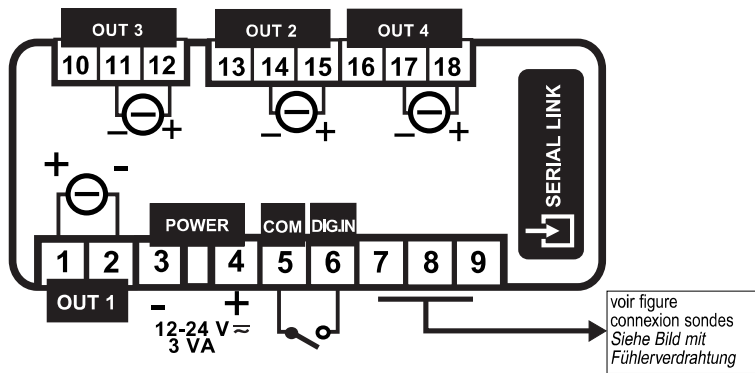 OUT 3
OUT 2
OUT 4
10 11 12
13 14 15 16 17 18
- +
- +
- +
SERIAL LINK
+ -
POWER
COM
DIG.IN
1 2 3 4 5 6 7 8 9
OUT 1
- +
12-24 V ≂
3 VA
voir figure
connexion sondes
Siehe Bild mit
Fühlerverdrahtung